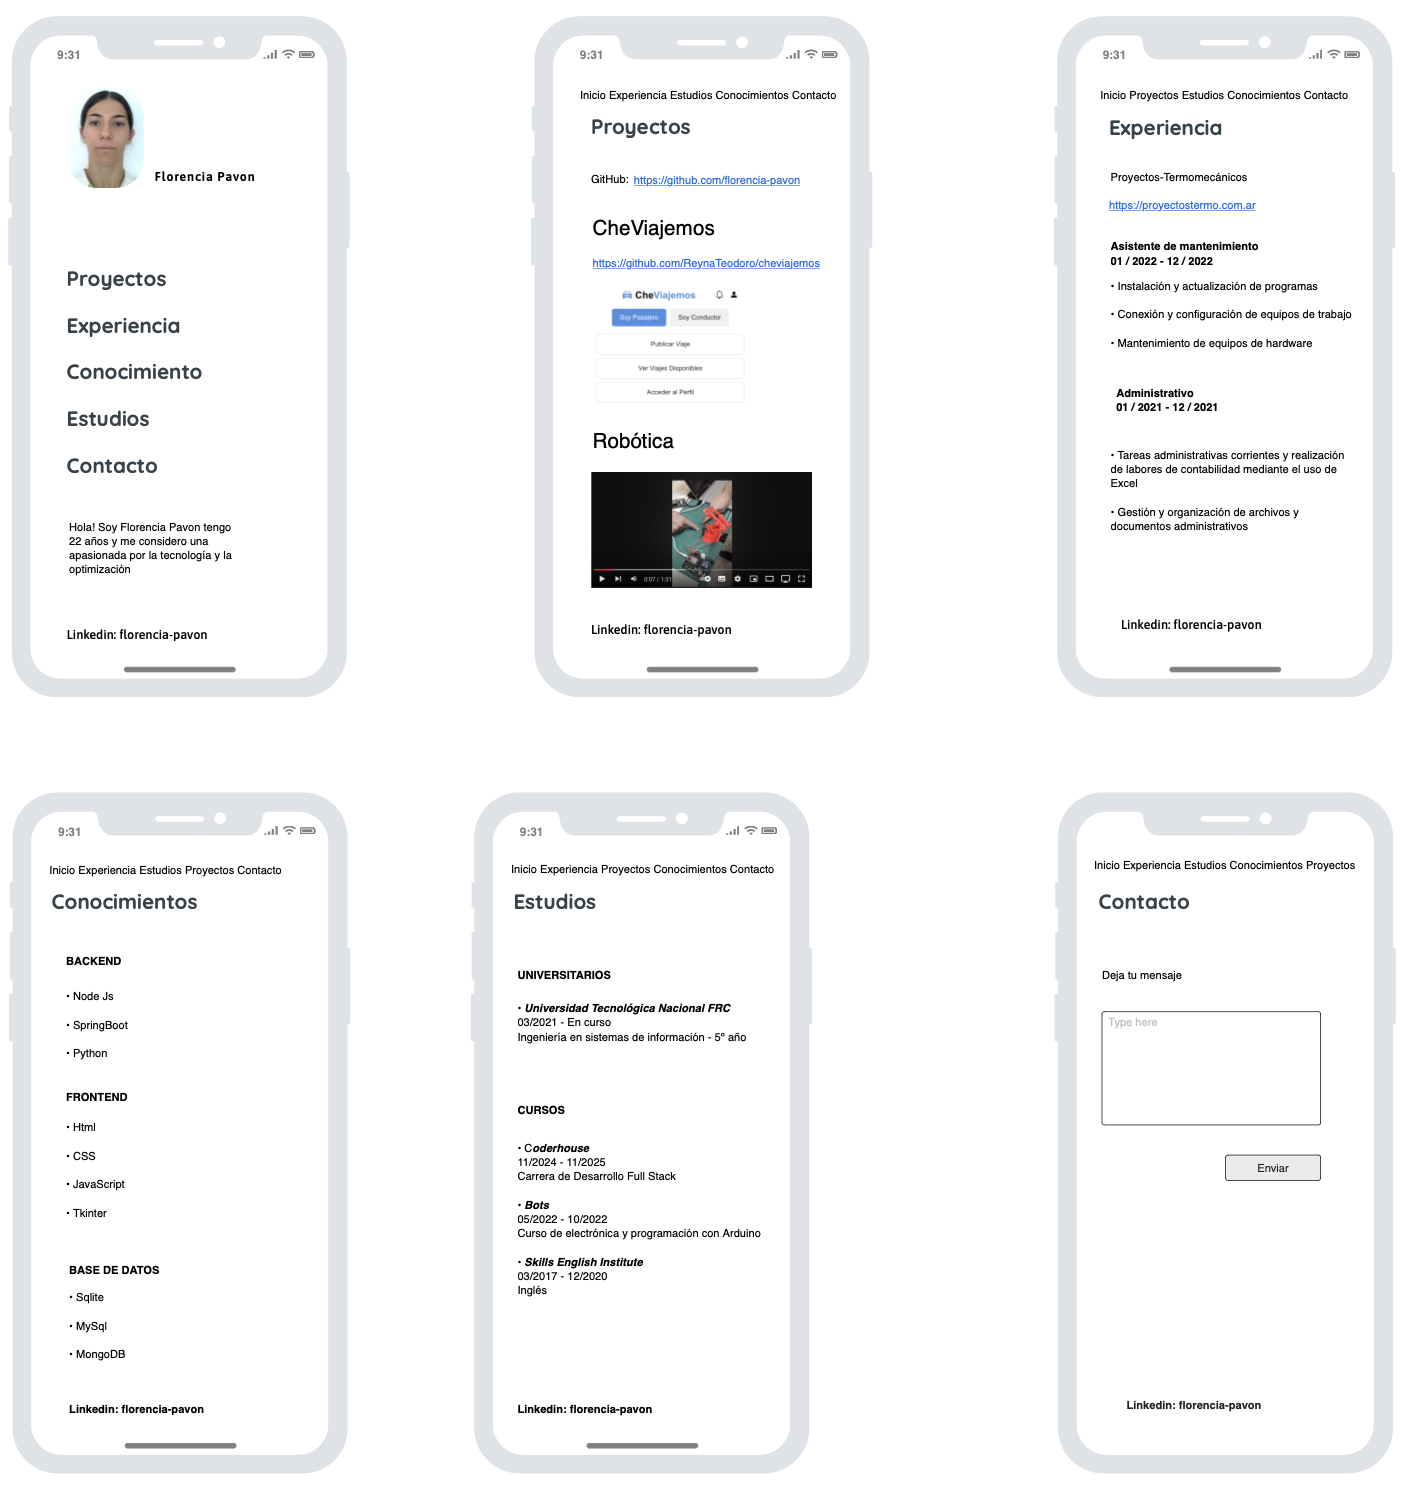 9:31
Florencia Pavon
Proyectos
Experiencia
Conocimiento
Estudios
Contacto
Hola! Soy Florencia Pavon tengo
22 años y me considero una
apasionada por la tecnología y la
optimización
Linkedin: florencia-pavon
9:31
Inicio Experiencia Estudios Conocimientos Contacto
Proyectos
GitHub: https://github.com/florencia-pavon
CheViajemos
https://github.com/ReynaTeodoro/cheviajemos
CheViajemos
Soy Pasajero Soy Conductor
Publicar Viaje
Ver Viajes Disponibles
Acceder al Perfil
Robótica
0:07 / 1:31
Linkedin: florencia-pavon
9:31
Inicio Proyectos Estudios Conocimientos Contacto
Experiencia
Proyectos-Termomecánicos
https://proyectostermo.com.ar
Asistente de mantenimiento
01 / 2022 - 12 / 2022
• Instalación y actualización de programas
• Conexión y configuración de equipos de trabajo
• Mantenimiento de equipos de hardware
Administrativo
01 / 2021 - 12 / 2021
• Tareas administrativas corrientes y realización
de labores de contabilidad mediante el uso de
Excel
• Gestión y organización de archivos y
documentos administrativos
Linkedin: florencia-pavon
9:31
Inicio Experiencia Estudios Proyectos Contacto
Conocimientos
BACKEND
• Node Js
• SpringBoot
• Python
FRONTEND
• Html
• CSS
• JavaScript
• Tkinter
BASE DE DATOS
• Sqlite
• MySql
• MongoDB
Linkedin: florencia-pavon
9:31
Inicio Experiencia Proyectos Conocimientos Contacto
Estudios
UNIVERSITARIOS
• Universidad Tecnológica Nacional FRC
03/2021 - En curso
Ingeniería en sistemas de información - 5º año
CURSOS
• Coderhouse
11/2024 - 11/2025
Carrera de Desarrollo Full Stack
• Bots
05/2022 - 10/2022
Curso de electrónica y programación con Arduino
• Skills English Institute
03/2017 - 12/2020
Inglés
Linkedin: florencia-pavon
Inicio Experiencia Estudios Conocimientos Proyectos
Contacto
Deja tu mensaje
Type here
Enviar
Linkedin: florencia-pavon